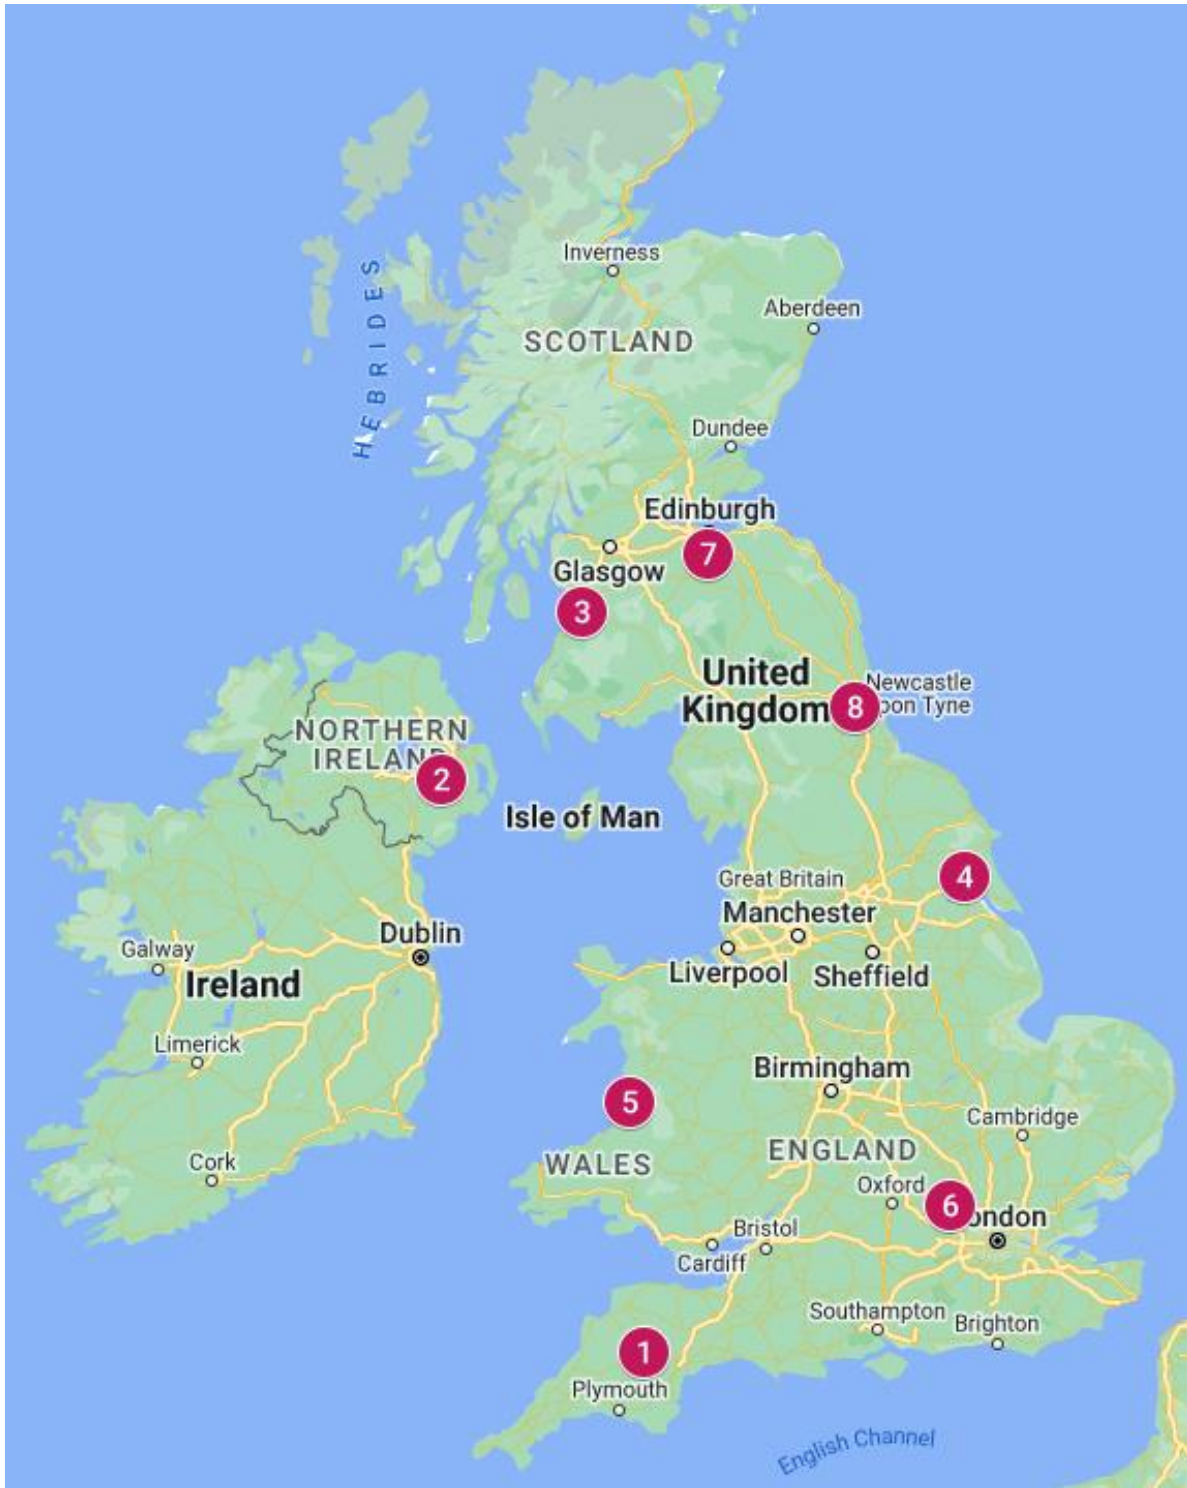 Inverness
Aberdeen
SCOTLAND
HEBRIDES
Dundee
Edinburgh
7
Glasgow
3
United
Kingdom
Newcastle
8
pon Tyne
NORTHERN
IRELAND
2
Isle of Man
4
Great Britain
Manchester
Dublin
Galway
Liverpool
Sheffield
Ireland
Limerick
Birmingham
5
Cambridge
Cork
WALES
ENGLAND
Oxford
6
ondon
Bristol
Cardiff
Southampton
Brighton
1
Plymouth
English Channel